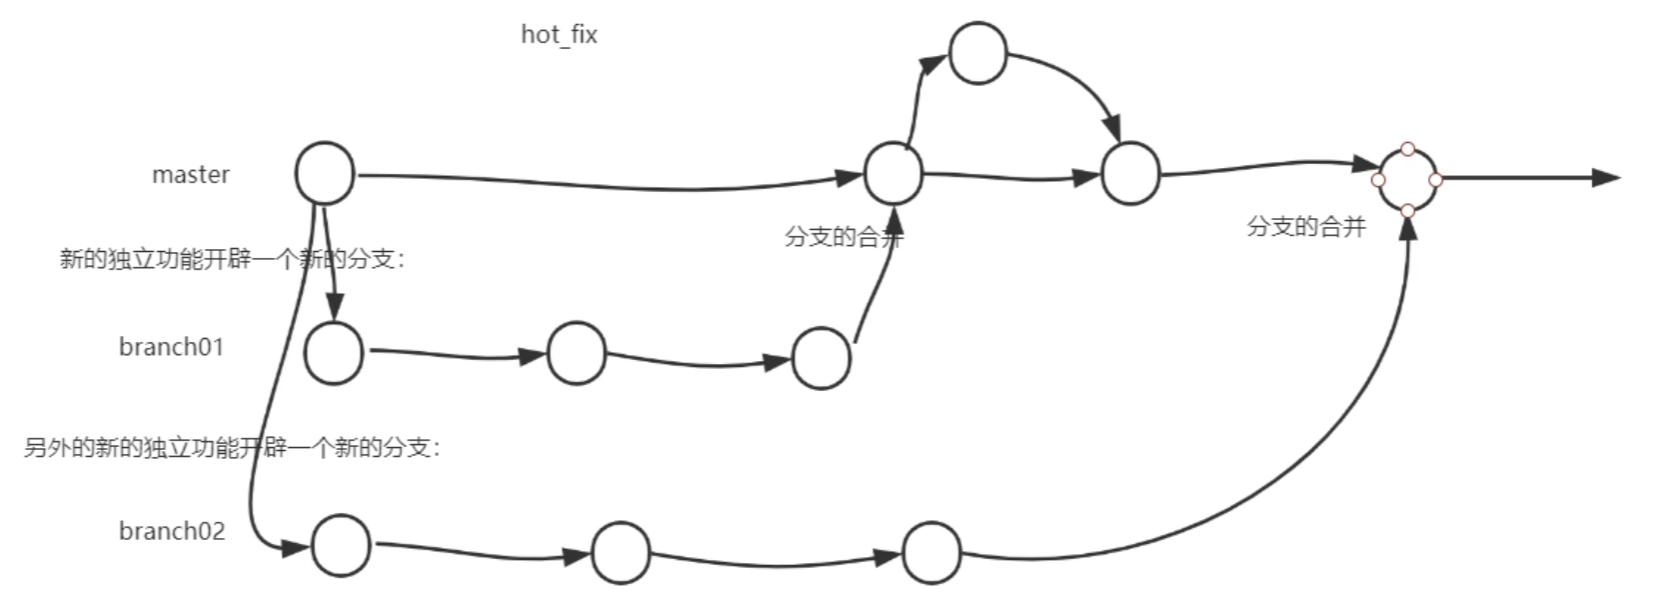 hot_fix
master
分支的合并
分支的合并
新的独立功能开辟一个新的分支：
branch01
另外的新的独立功能开辟一个新的分支：
branch02